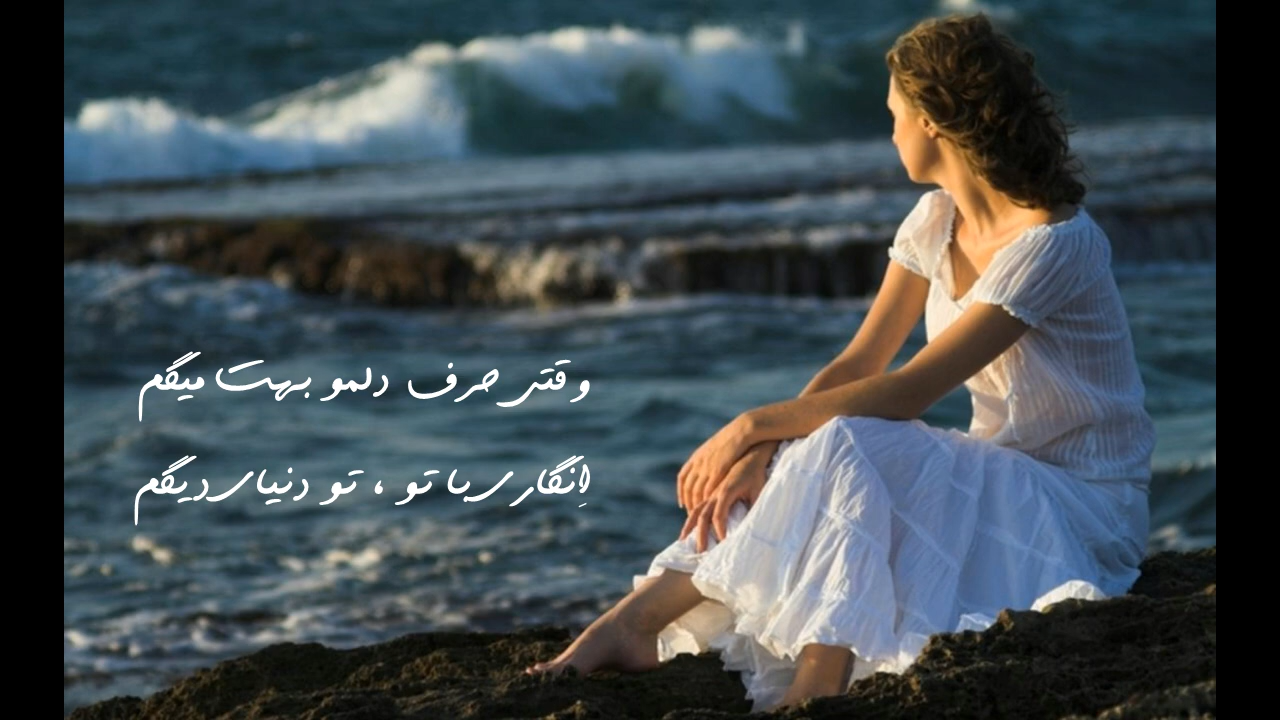 وقتی حرف دلمو بهت میگم
اِنگاری با تو ، تو دنیای دیگم